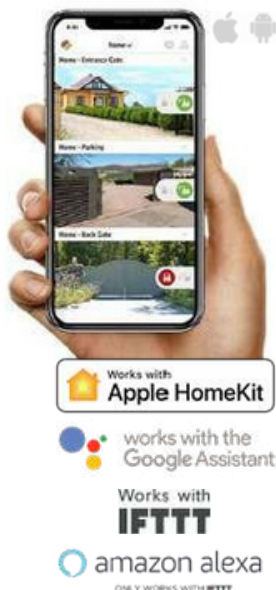 Home
Home - Entrance Gate
Home - Parking
Home - Back Gate
Works with
Apple HomeKit
works with the
Google Assistant
Works with
IFTTT
amazon alexa
ONLY WORKS WITH IFTTT